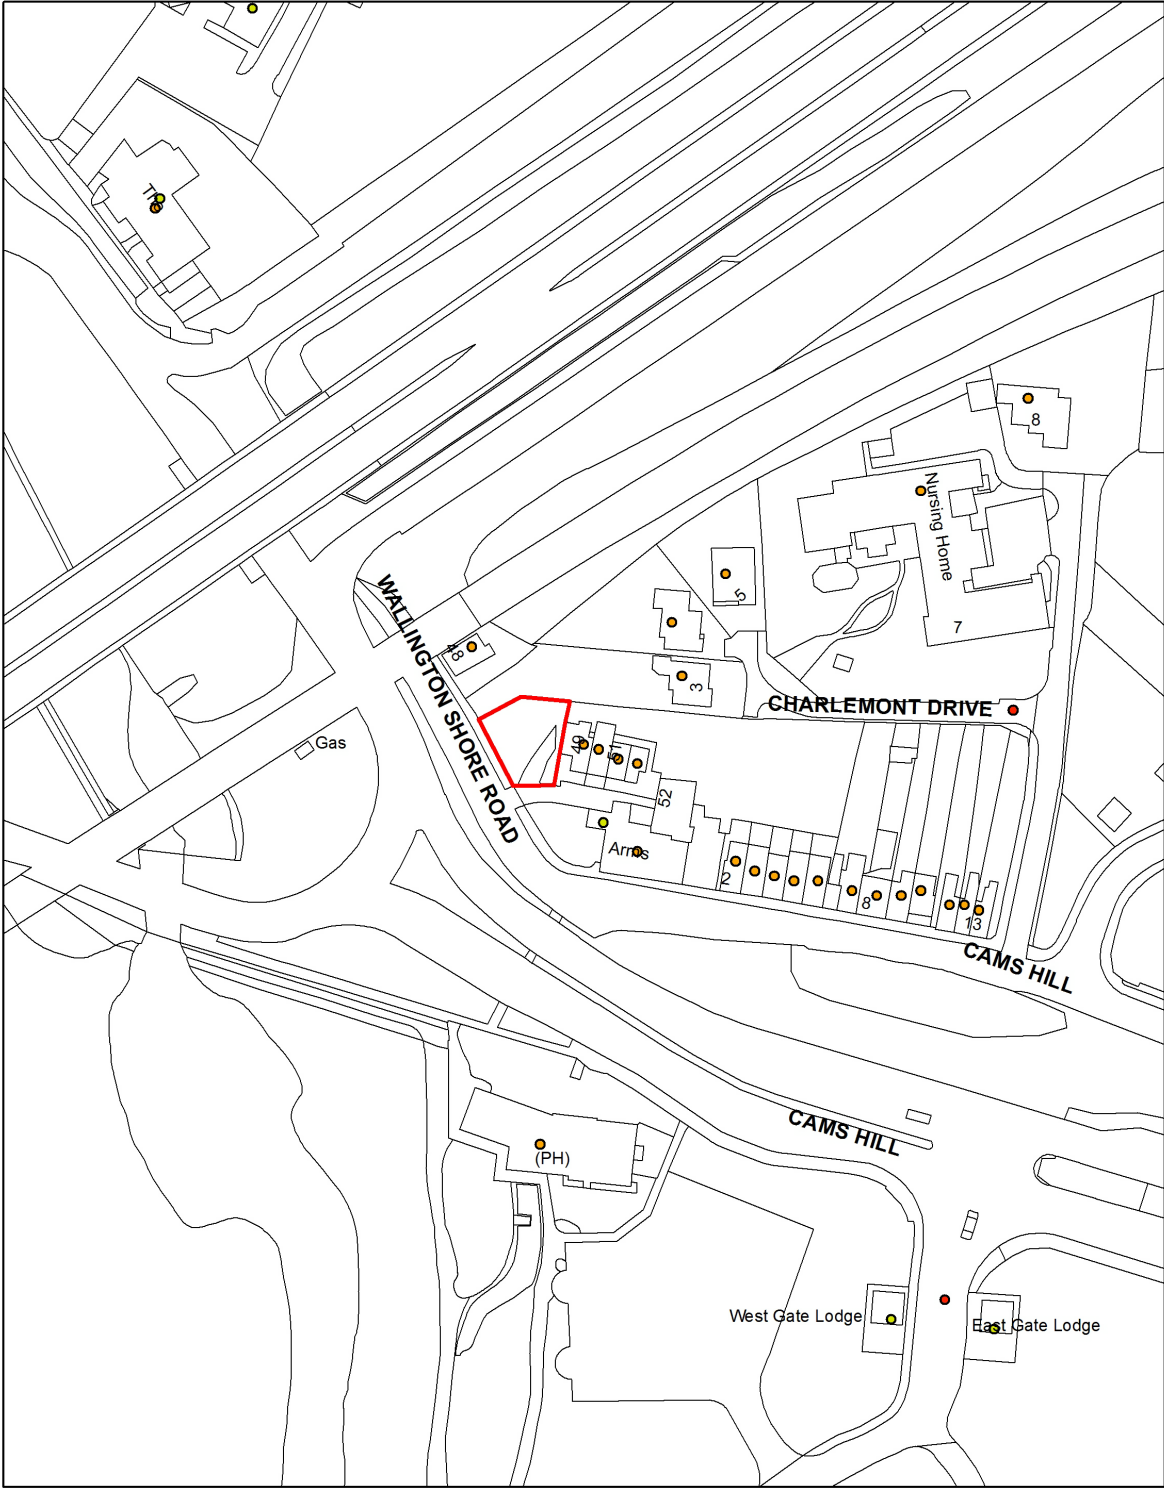 The
8
Nursing Home
5
7
48
3
WALLINGTON SHORE ROAD
CHARLEMONT DRIVE
Gas
49
51
52
Arms
2
8
13
CAMS HILL
CAMS HILL
(PH)
West Gate Lodge
East Gate Lodge